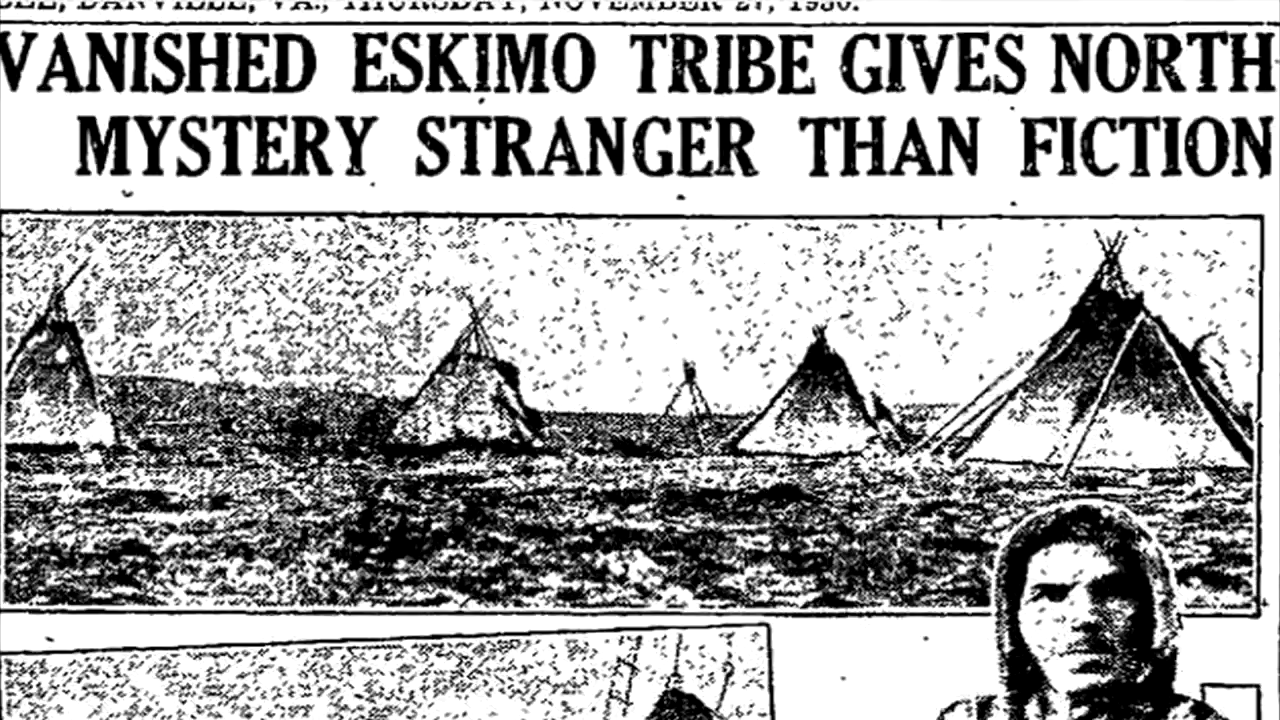 DANVILLE, VA., THURSDAY, NOVEMBER 27, 1930.
VANISHED ESKIMO TRIBE GIVES NORTH
MYSTERY STRANGER THAN FICTION